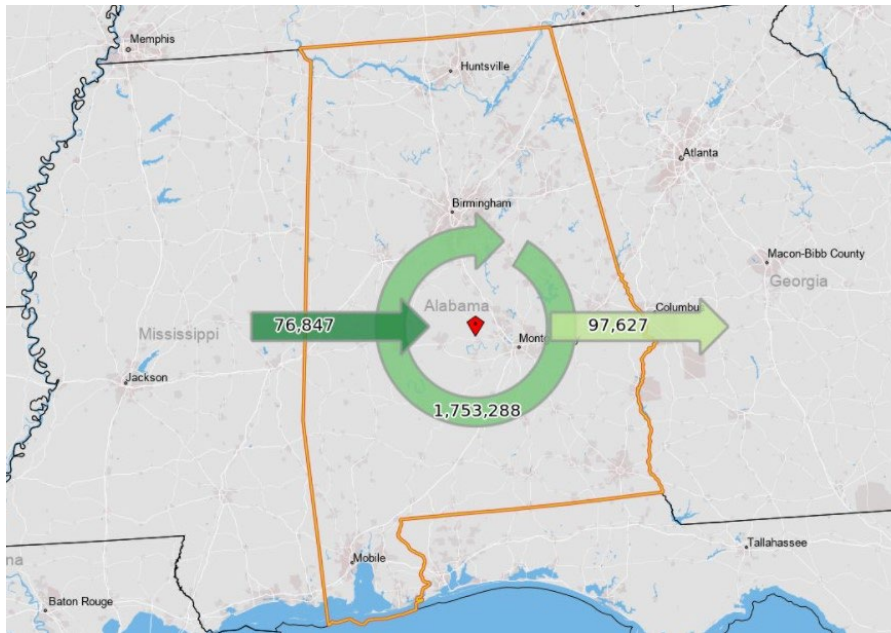 Memphis
Huntsville
Atlanta
Birmingham
Macon-Bibb County
Georgia
Alabama
Columbu
Mississippi
76,847
97,627
Jackson
1,753,288
Mobile
Tallahassee
na
Baton Rouge